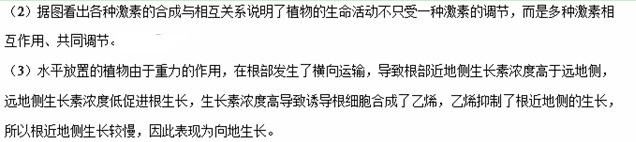 （2）据图看出各种激素的合成与相互关系说明了植物的生命活动不只受一种激素的调节，而是多种激素相
互作用、共同调节。
（3）水平放置的植物由于重力的作用，在根部发生了横向运输，导致根部近地侧生长素浓度高于远地侧，
远地侧生长素浓度低促进根生长，生长素浓度高导致诱导根细胞合成了乙烯，乙烯抑制了根近地侧的生长，
所以根近地侧生长较慢，因此表现为向地生长。